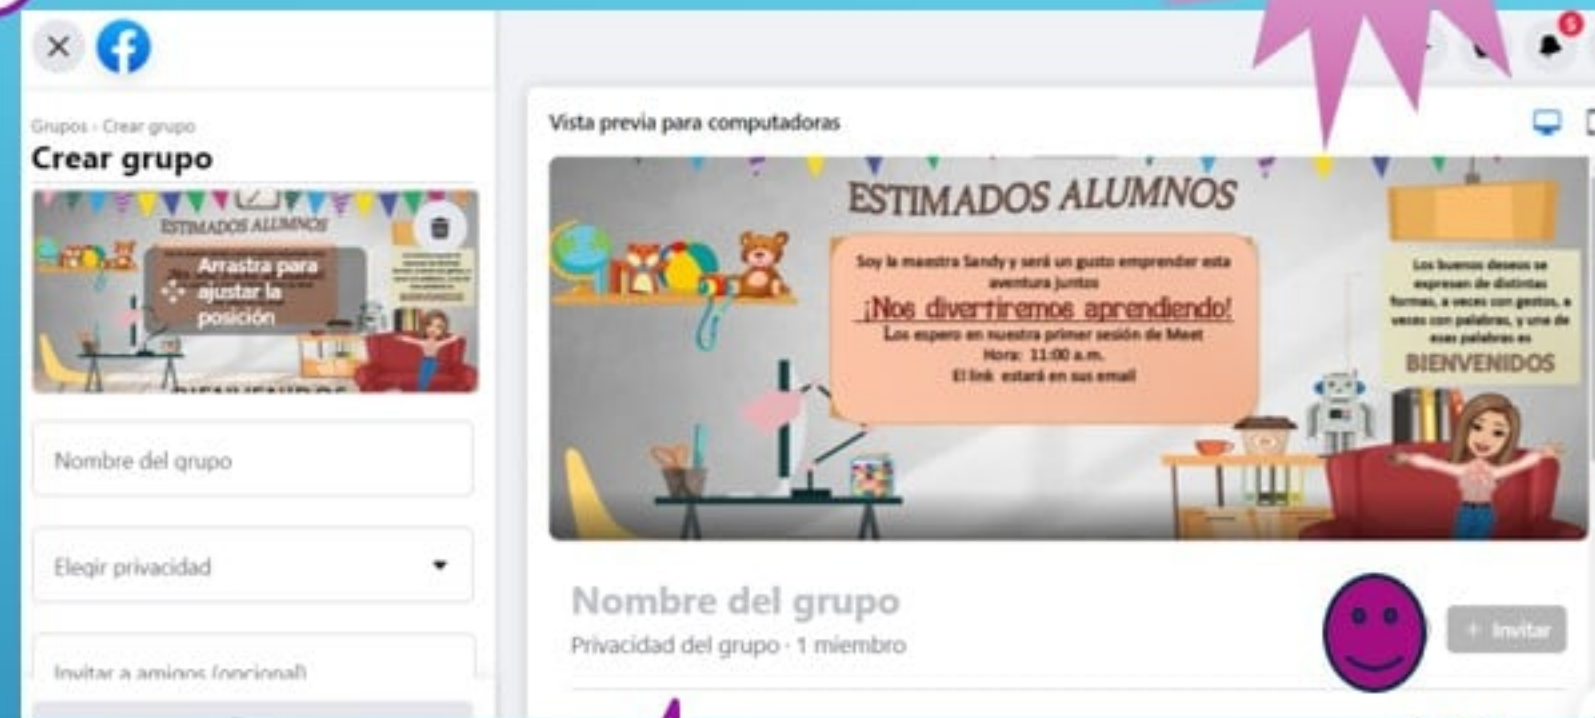 5
Grupos › Crear grupo
Crear grupo
ESTIMADOS ALUMNOS
Arrastra para
ajustar la
posición
BIENVENIDOS
Nombre del grupo
Elegir privacidad
Invitar a amigos (opcional)
Vista previa para computadoras
ESTIMADOS ALUMNOS
Soy la maestra Sandy y será un gusto emprender esta
aventura juntos
¡Nos divertiremos aprendiendo!
Los espero en nuestra primer sesión de Meet
Hora: 11:00 a.m.
El link estará en sus email
Los buenos deseos se
expresan de distintas
formas, a veces con gestos, a
veces con palabras, y una de
esas palabras es
BIENVENIDOS
Nombre del grupo
Privacidad del grupo · 1 miembro
+ Invitar